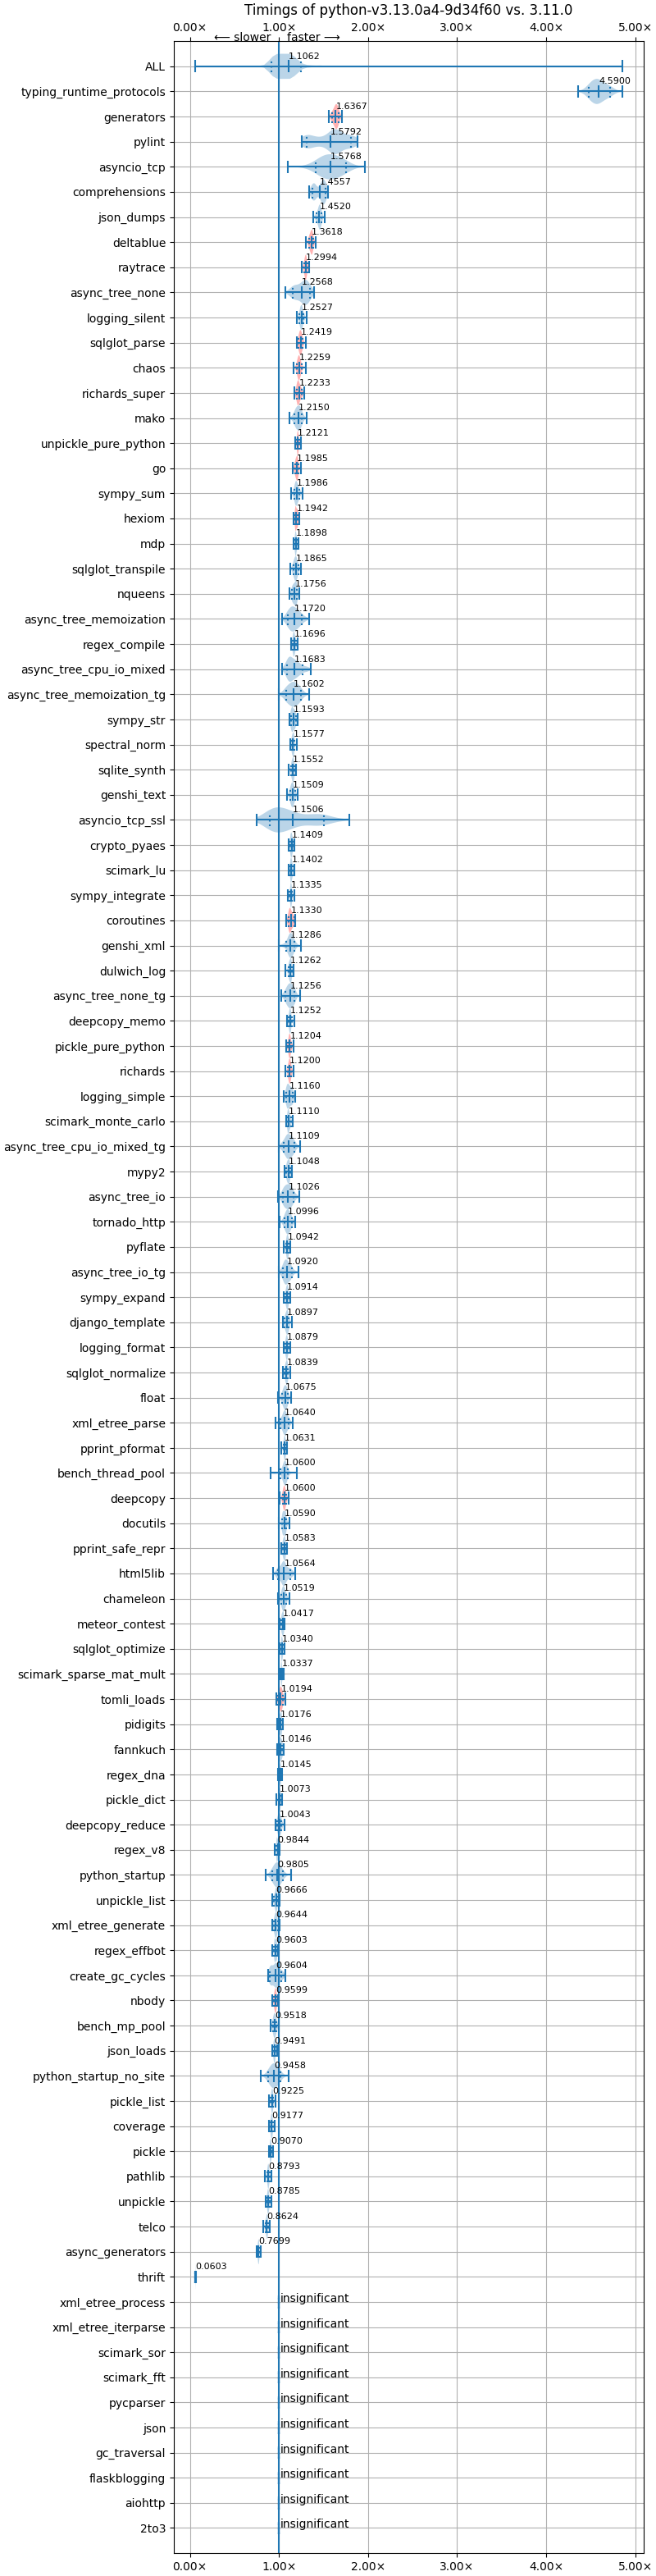 Timings of python-v3.13.0a4-9d34f60 vs. 3.11.0
0.00× 1.00× 2.00× 3.00× 4.00× 5.00×
⟵ slower faster ⟶
ALL 1.1062
typing_runtime_protocols 4.5900
generators 1.6367
pylint 1.5792
asyncio_tcp 1.5768
comprehensions 1.4557
json_dumps 1.4520
deltablue 1.3618
raytrace 1.2994
async_tree_none 1.2568
logging_silent 1.2527
sqlglot_parse 1.2419
chaos 1.2259
richards_super 1.2233
mako 1.2150
unpickle_pure_python 1.2121
go 1.1985
sympy_sum 1.1986
hexiom 1.1942
mdp 1.1898
sqlglot_transpile 1.1865
nqueens 1.1756
async_tree_memoization 1.1720
regex_compile 1.1696
async_tree_cpu_io_mixed 1.1683
async_tree_memoization_tg 1.1602
sympy_str 1.1593
spectral_norm 1.1577
sqlite_synth 1.1552
genshi_text 1.1509
asyncio_tcp_ssl 1.1506
crypto_pyaes 1.1409
scimark_lu 1.1402
sympy_integrate 1.1335
coroutines 1.1330
genshi_xml 1.1286
dulwich_log 1.1262
async_tree_none_tg 1.1256
deepcopy_memo 1.1252
pickle_pure_python 1.1204
richards 1.1200
logging_simple 1.1160
scimark_monte_carlo 1.1110
async_tree_cpu_io_mixed_tg 1.1109
mypy2 1.1048
async_tree_io 1.1026
tornado_http 1.0996
pyflate 1.0942
async_tree_io_tg 1.0920
sympy_expand 1.0914
django_template 1.0897
logging_format 1.0879
sqlglot_normalize 1.0839
float 1.0675
xml_etree_parse 1.0640
pprint_pformat 1.0631
bench_thread_pool 1.0600
deepcopy 1.0600
docutils 1.0590
pprint_safe_repr 1.0583
html5lib 1.0564
chameleon 1.0519
meteor_contest 1.0417
sqlglot_optimize 1.0340
scimark_sparse_mat_mult 1.0337
tomli_loads 1.0194
pidigits 1.0176
fannkuch 1.0146
regex_dna 1.0145
pickle_dict 1.0073
deepcopy_reduce 1.0043
regex_v8 0.9844
python_startup 0.9805
unpickle_list 0.9666
xml_etree_generate 0.9644
regex_effbot 0.9603
create_gc_cycles 0.9604
nbody 0.9599
bench_mp_pool 0.9518
json_loads 0.9491
python_startup_no_site 0.9458
pickle_list 0.9225
coverage 0.9177
pickle 0.9070
pathlib 0.8793
unpickle 0.8785
telco 0.8624
async_generators 0.7699
thrift 0.0603
xml_etree_process insignificant
xml_etree_iterparse insignificant
scimark_sor insignificant
scimark_fft insignificant
pycparser insignificant
json insignificant
gc_traversal insignificant
flaskblogging insignificant
aiohttp insignificant
2to3 insignificant
0.00× 1.00× 2.00× 3.00× 4.00× 5.00×